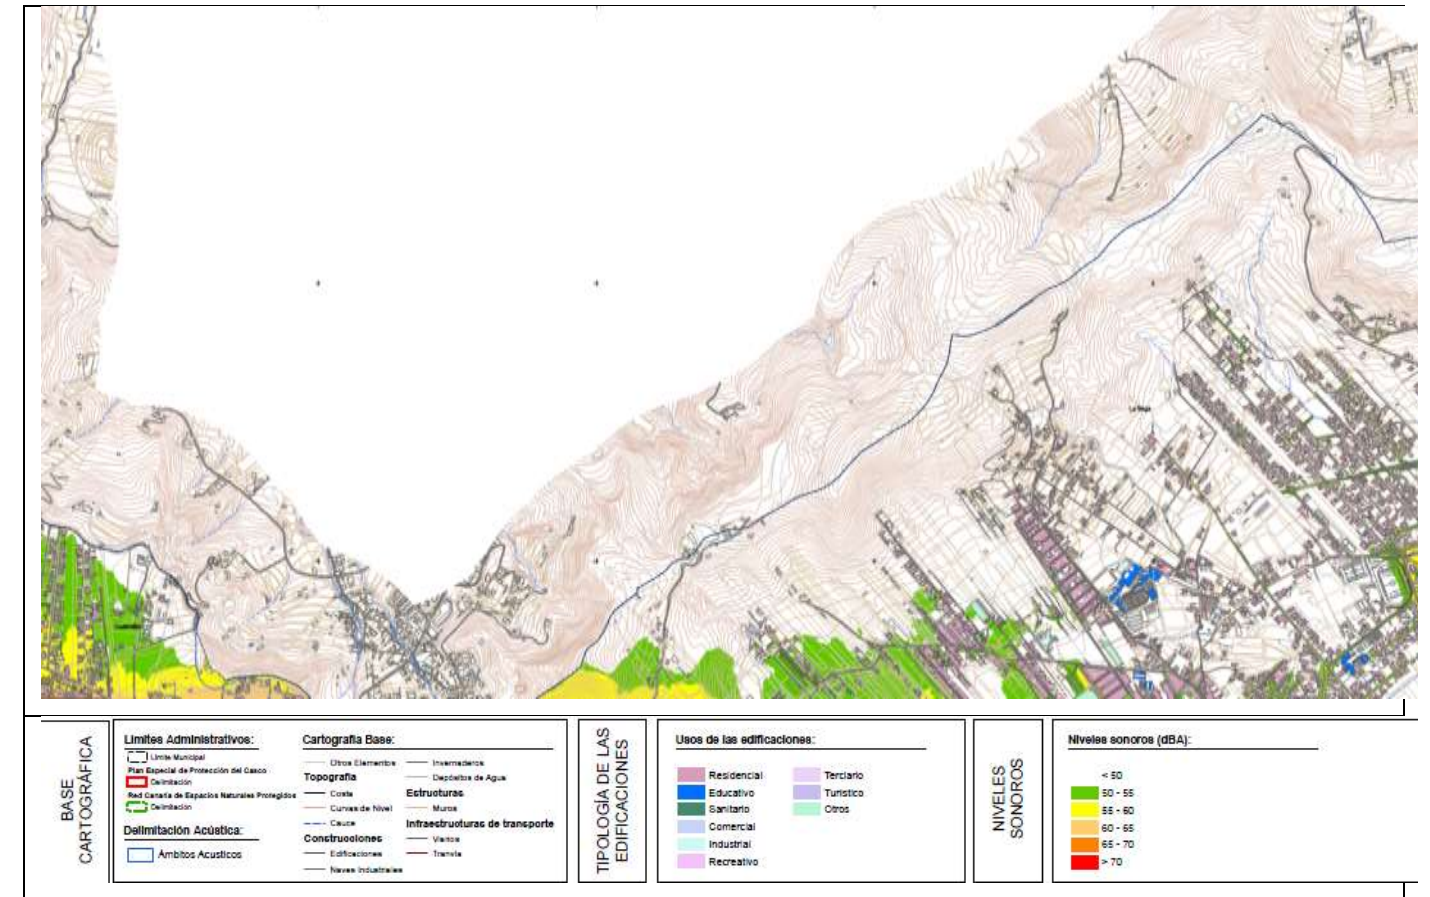 La Vega
BASE
CARTOGRÁFICA
Límites Administrativos:
Límite Municipal
Plan Especial de Protección del Casco
Delimitación
Red Canaria de Espacios Naturales Protegidos
Delimitación
Delimitación Acústica:
Ámbitos Acusticos
Cartografía Base:
Otros Elementos
Topografía
Costa
Curvas de Nivel
Cauce
Construcciones
Edificaciones
Naves Industriales
Invernaderos
Depósitos de Agua
Estructuras
Muros
Infraestructuras de transporte
Viarios
Tranvía
TIPOLOGÍA DE LAS
EDIFICACIONES
Usos de las edificaciones:
Residencial
Educativo
Sanitario
Comercial
Industrial
Recreativo
Terciario
Turístico
Otros
NIVELES
SONOROS
Niveles sonoros (dBA):
< 50
50 - 55
55 - 60
60 - 65
65 - 70
> 70